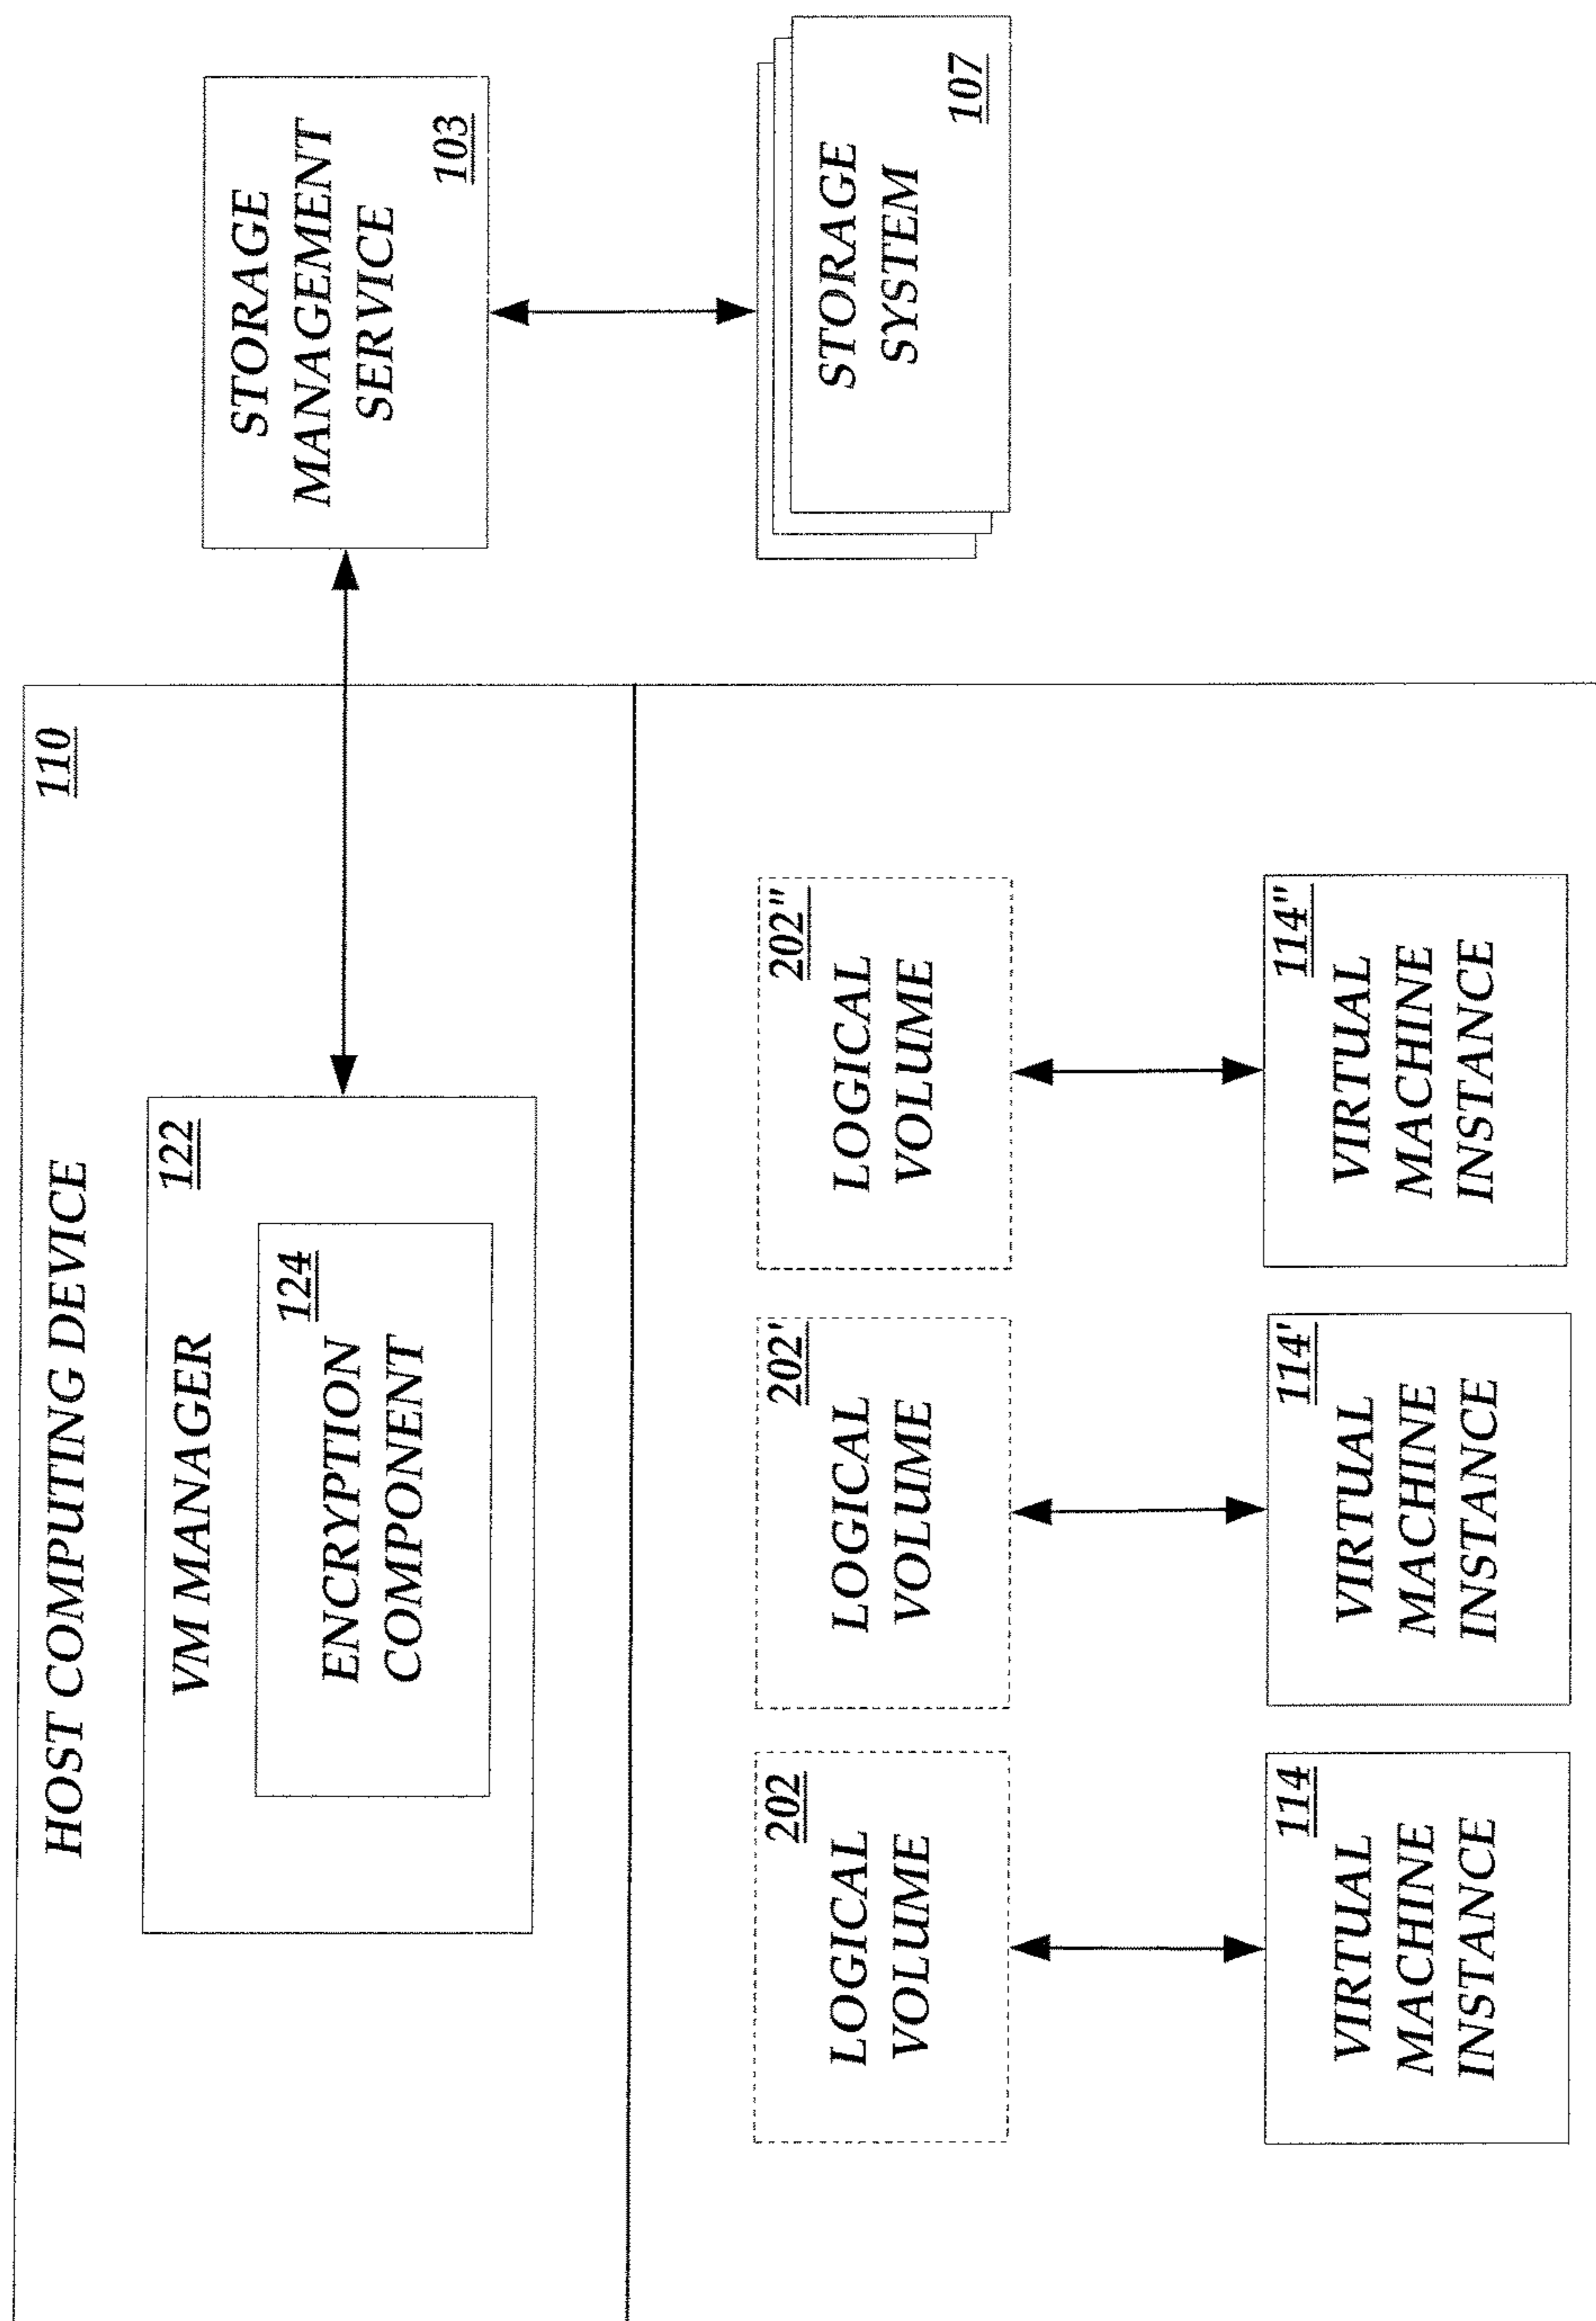 HOST COMPUTING DEVICE
110
VM MANAGER
122
124
ENCRYPTION
COMPONENT
STORAGE
MANAGEMENT
SERVICE
103
STORAGE
SYSTEM
107
202
LOGICAL
VOLUME
202'
LOGICAL
VOLUME
202"
LOGICAL
VOLUME
114
VIRTUAL
MACHINE
INSTANCE
114'
VIRTUAL
MACHINE
INSTANCE
114"
VIRTUAL
MACHINE
INSTANCE